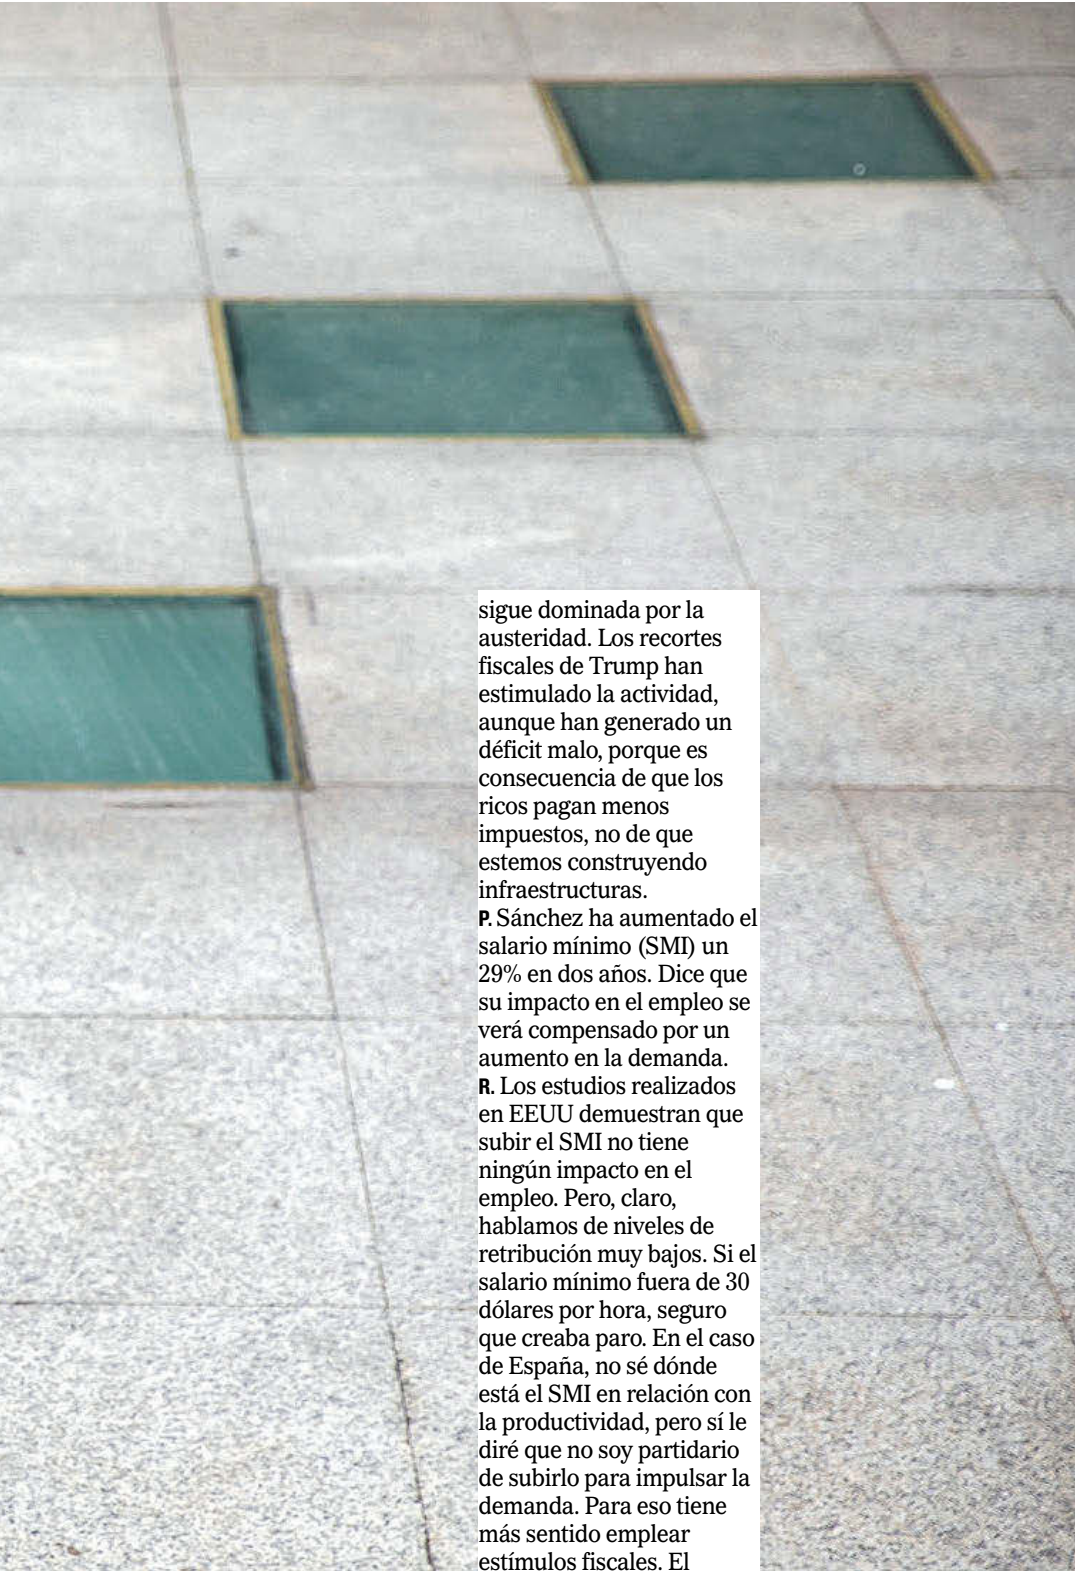 sigue dominada por la
austeridad. Los recortes
fiscales de Trump han
estimulado la actividad,
aunque han generado un
déficit malo, porque es
consecuencia de que los
ricos pagan menos
impuestos, no de que
estemos construyendo
infraestructuras.
P. Sánchez ha aumentado el
salario mínimo (SMI) un
29% en dos años. Dice que
su impacto en el empleo se
verá compensado por un
aumento en la demanda.
R. Los estudios realizados
en EEUU demuestran que
subir el SMI no tiene
ningún impacto en el
empleo. Pero, claro,
hablamos de niveles de
retribución muy bajos. Si el
salario mínimo fuera de 30
dólares por hora, seguro
que creaba paro. En el caso
de España, no sé dónde
está el SMI en relación con
la productividad, pero sí le
diré que no soy partidario
de subirlo para impulsar la
demanda. Para eso tiene
más sentido emplear
estímulos fiscales. El